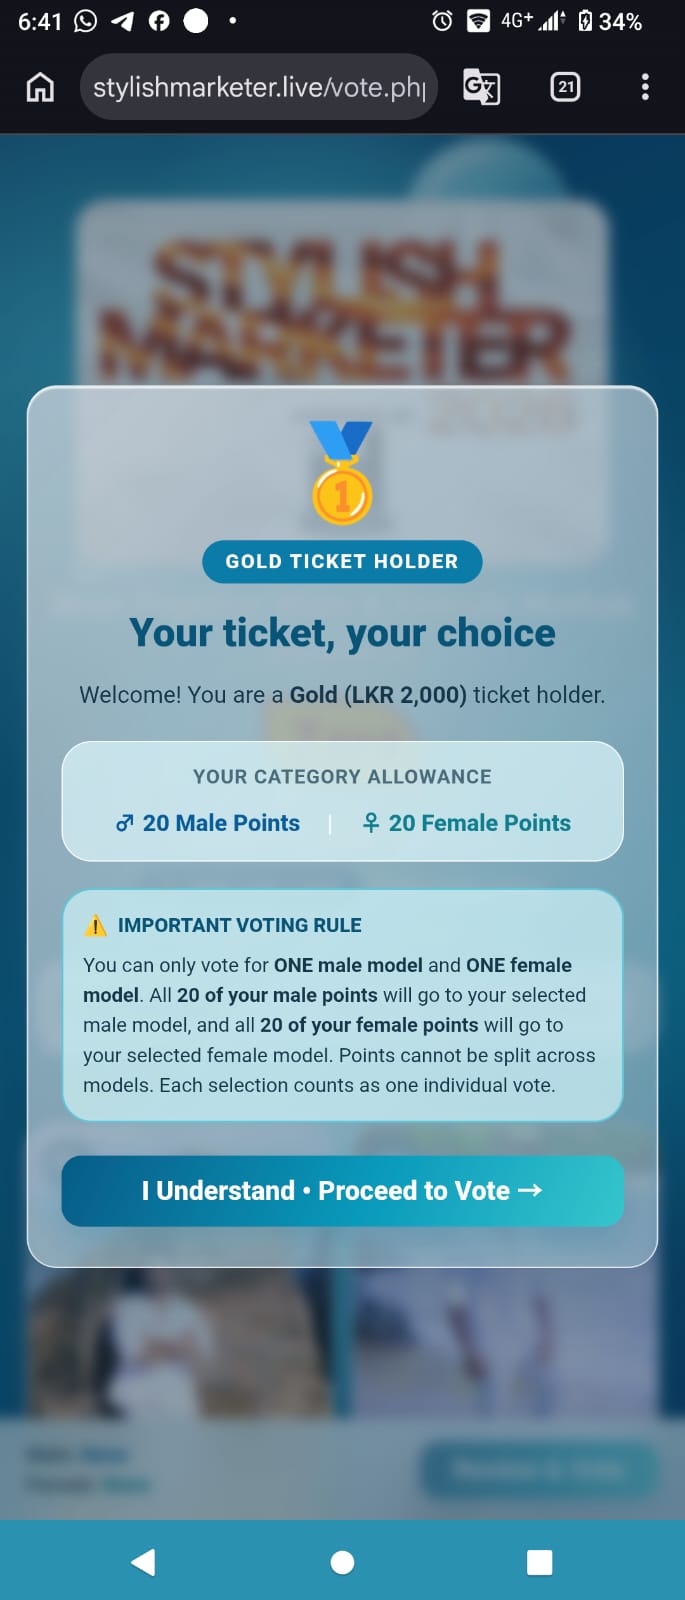 6:41
4G+
34%
stylishmarketer.live/vote.php
21
STYLISH
MARKETER
2026
1
GOLD TICKET HOLDER
Your ticket, your choice
Welcome! You are a Gold (LKR 2,000) ticket holder.
YOUR CATEGORY ALLOWANCE
♂ 20 Male Points | ♀ 20 Female Points
⚠️ IMPORTANT VOTING RULE
You can only vote for ONE male model and ONE female
model. All 20 of your male points will go to your selected
male model, and all 20 of your female points will go to
your selected female model. Points cannot be split across
models. Each selection counts as one individual vote.
I Understand • Proceed to Vote →